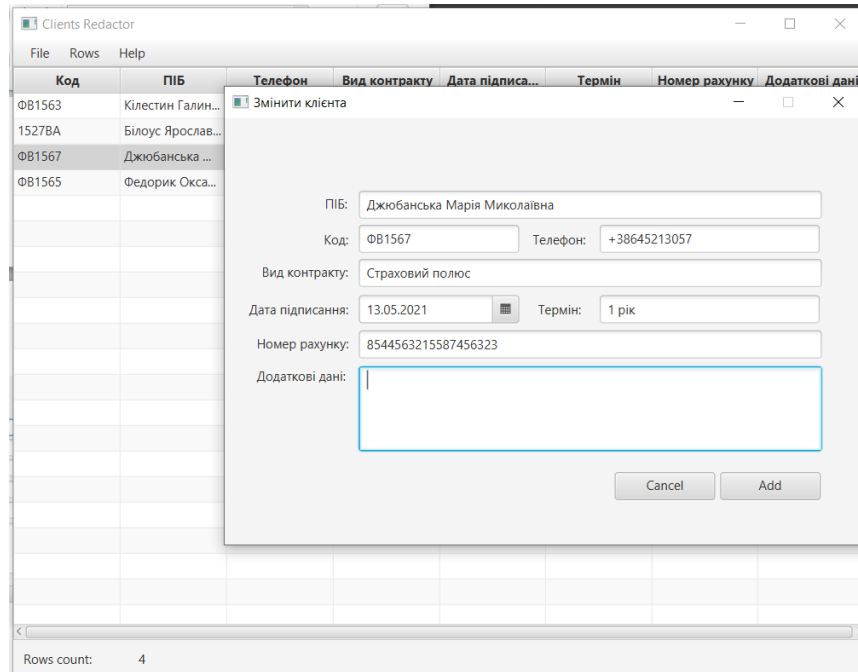 Clients Redactor
File Rows Help
Код ПІБ Телефон Вид контракту Дата підписа... Термін Номер рахунку Додаткові дані
ФВ1563 Кілестин Галин...
1527ВА Білоус Ярослав...
ФВ1567 Джюбанська ...
ФВ1565 Федорик Окса...
Змінити клієнта
ПІБ: Джюбанська Марія Миколаївна
Код: ФВ1567 Телефон: +38645213057
Вид контракту: Страховий полюс
Дата підписання: 13.05.2021 Термін: 1 рік
Номер рахунку: 8544563215587456323
Додаткові дані:
Cancel Add
Rows count: 4